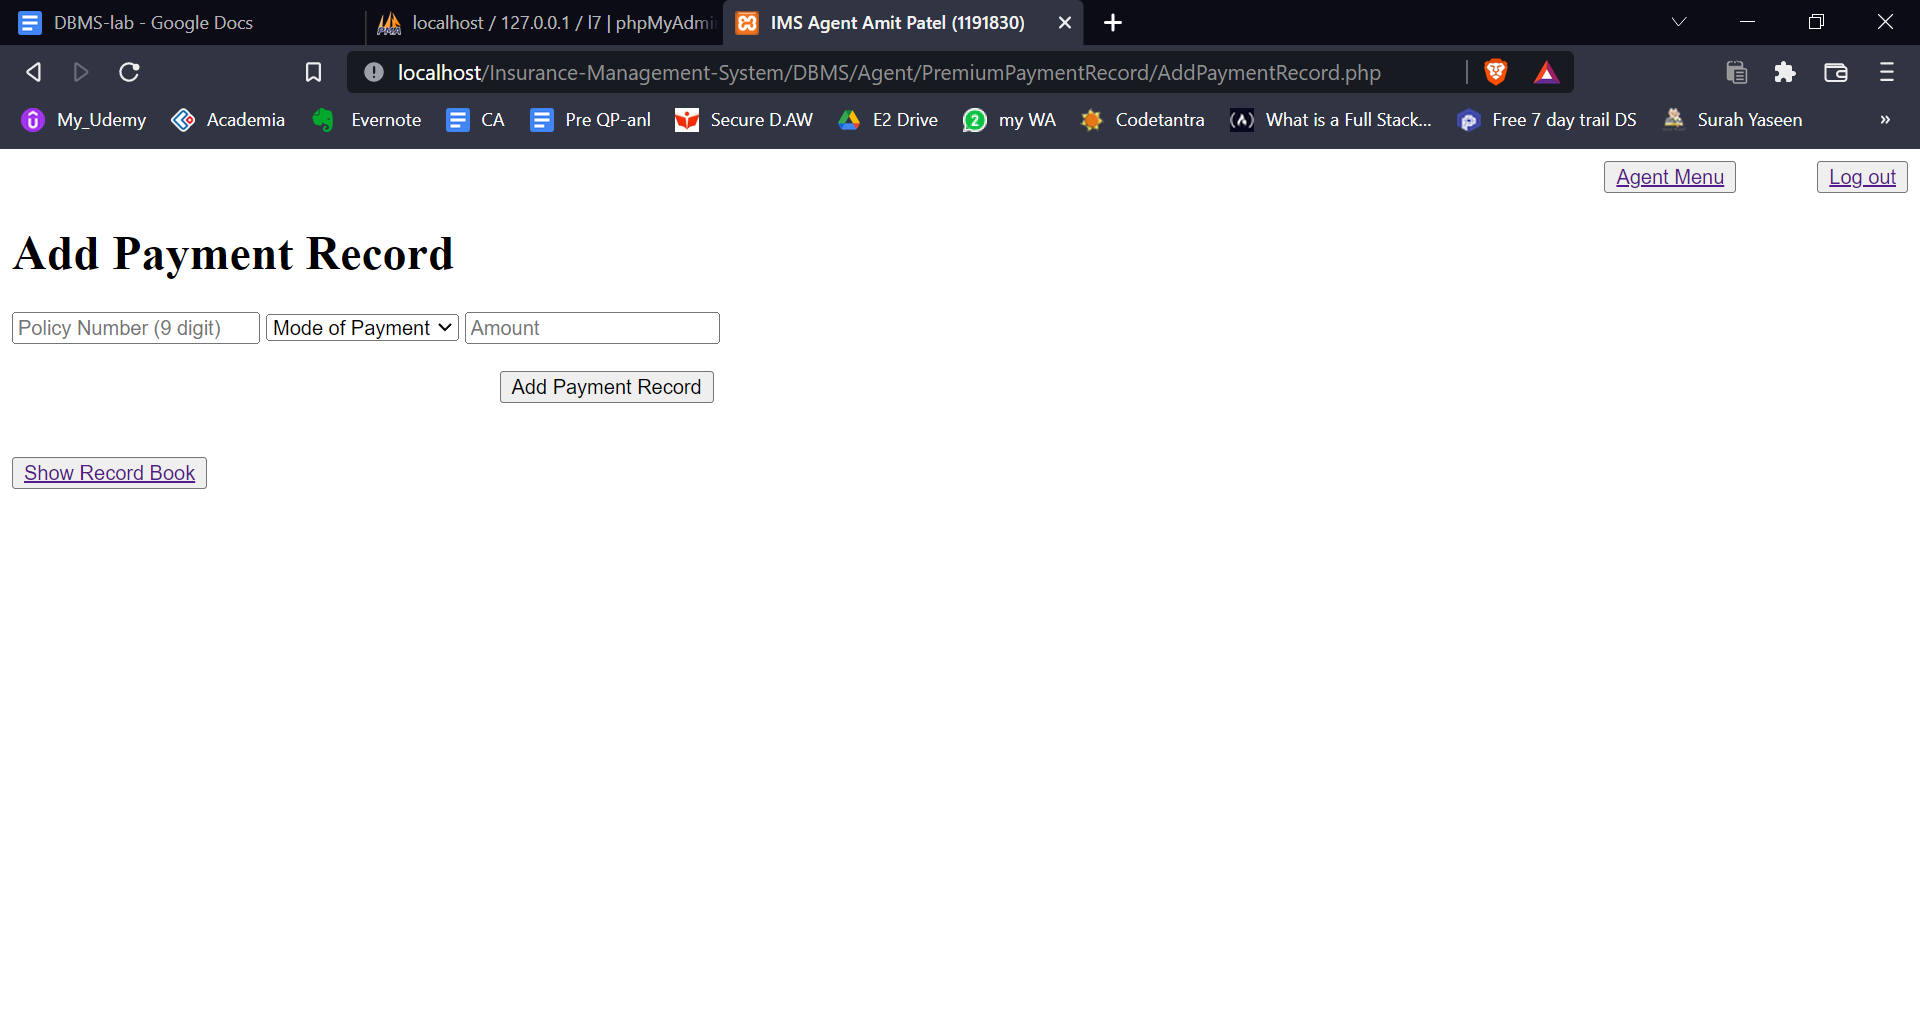 DBMS-lab - Google Docs
localhost / 127.0.0.1 / l7 | phpMyAdmi
IMS Agent Amit Patel (1191830)
localhost/Insurance-Management-System/DBMS/Agent/PremiumPaymentRecord/AddPaymentRecord.php
My_Udemy Academia Evernote CA Pre QP-anl Secure D.AW E2 Drive my WA Codetantra What is a Full Stack... Free 7 day trail DS Surah Yaseen »
Agent Menu Log out
Add Payment Record
Policy Number (9 digit) Mode of Payment Amount
Add Payment Record
Show Record Book